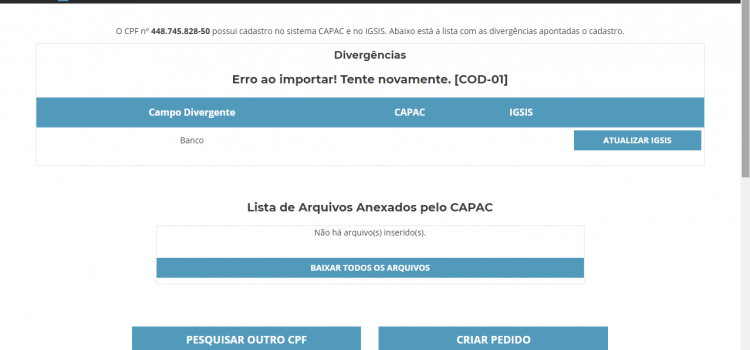 O CPF nº 448.745.828-50 possui cadastro no sistema CAPAC e no IGSIS. Abaixo está a lista com as divergências apontadas o cadastro.
Divergências
Erro ao importar! Tente novamente. [COD-01]
Campo Divergente CAPAC IGSIS
Banco ATUALIZAR IGSIS
Lista de Arquivos Anexados pelo CAPAC
Não há arquivo(s) inserido(s).
BAIXAR TODOS OS ARQUIVOS
PESQUISAR OUTRO CPF CRIAR PEDIDO